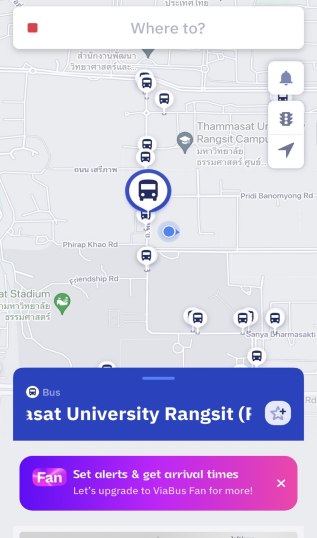 ประเทศไทย
Where to?
สำนักงานพัฒนา
วิทยาศาสตร์และ
Thammasat Un
Rangsit Campu
มหาวิทยาลัย
ธรรมศาสตร์ ศูนย์
ถนน เสรีภาพ
Pridi Banomyong Rd
Phirap Khao Rd
Friendship Rd
at Stadium
มหาวิทยาลัย
ธรรมศาสตร์
Sanya Dharmasakti
Rd
Bus
asat University Rangsit (F
Fan
Set alerts & get arrival times
Let's upgrade to ViaBus Fan for more!